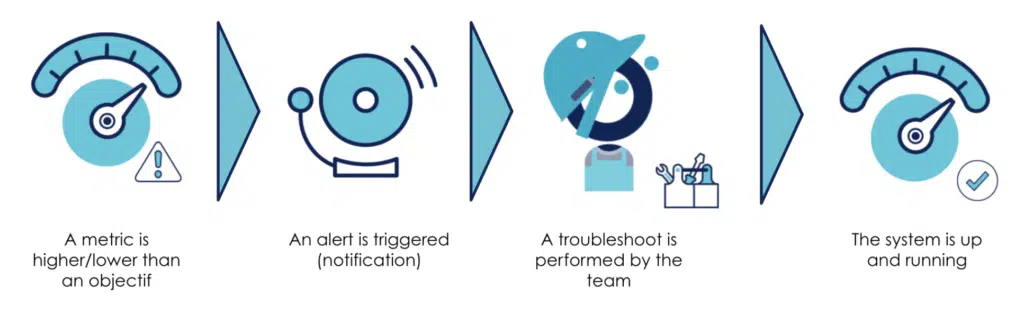 A metric is
higher/lower than
an objectif
An alert is triggered
(notification)
A troubleshoot is
performed by the
team
The system is up
and running